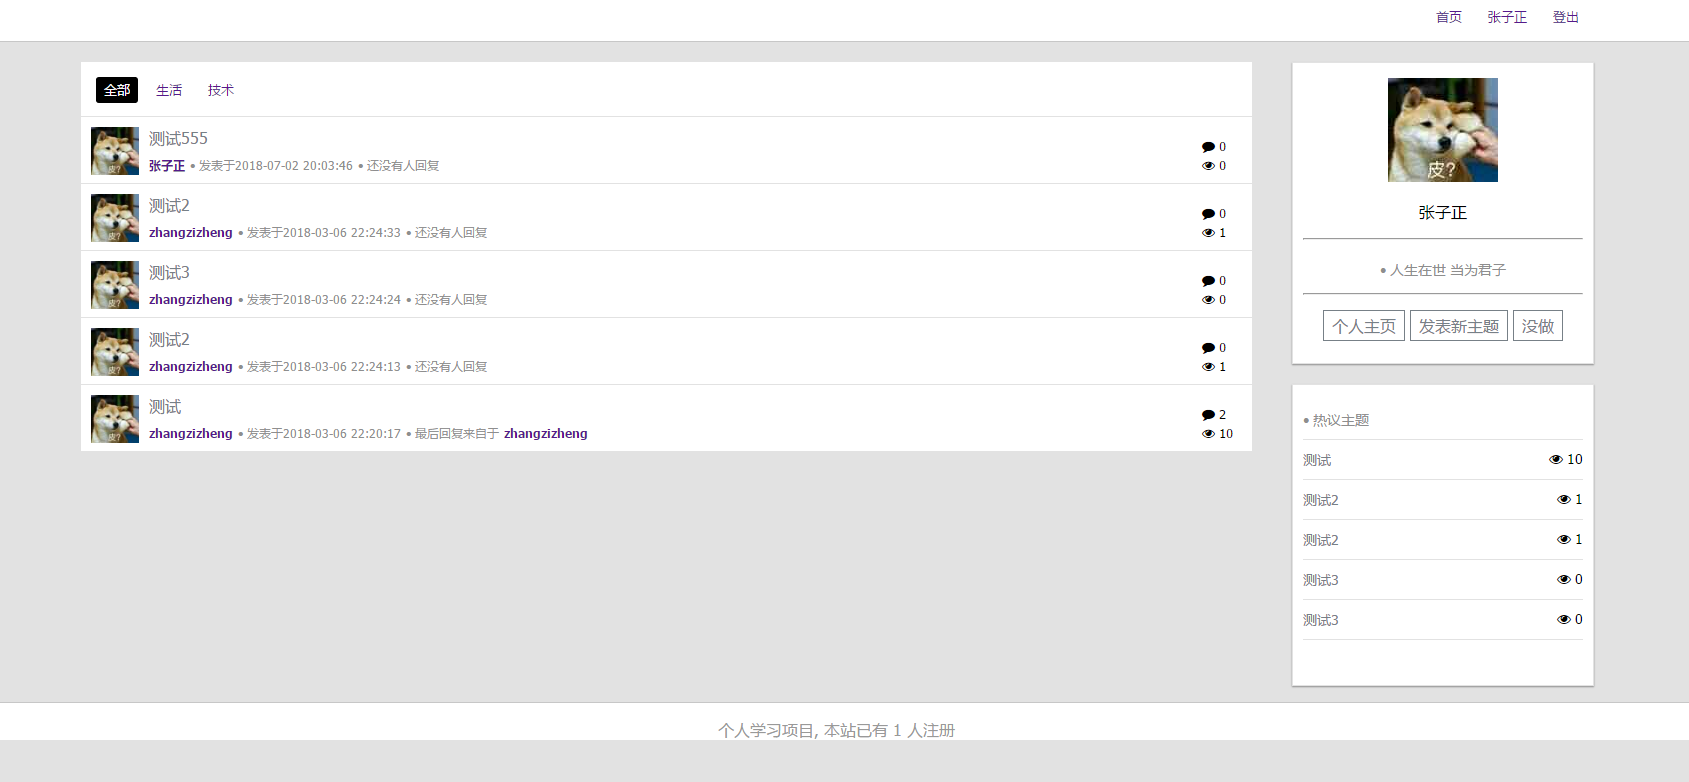 首页 张子正 登出
全部 生活 技术
测试555
张子正 • 发表于2018-07-02 20:03:46 • 还没有人回复
0
0
测试2
zhangzizheng • 发表于2018-03-06 22:24:33 • 还没有人回复
0
1
测试3
zhangzizheng • 发表于2018-03-06 22:24:24 • 还没有人回复
0
0
测试2
zhangzizheng • 发表于2018-03-06 22:24:13 • 还没有人回复
0
1
测试
zhangzizheng • 发表于2018-03-06 22:20:17 • 最后回复来自于 zhangzizheng
2
10
皮?
张子正
• 人生在世 当为君子
个人主页 发表新主题 没做
• 热议主题
测试 10
测试2 1
测试2 1
测试3 0
测试3 0
个人学习项目, 本站已有 1 人注册